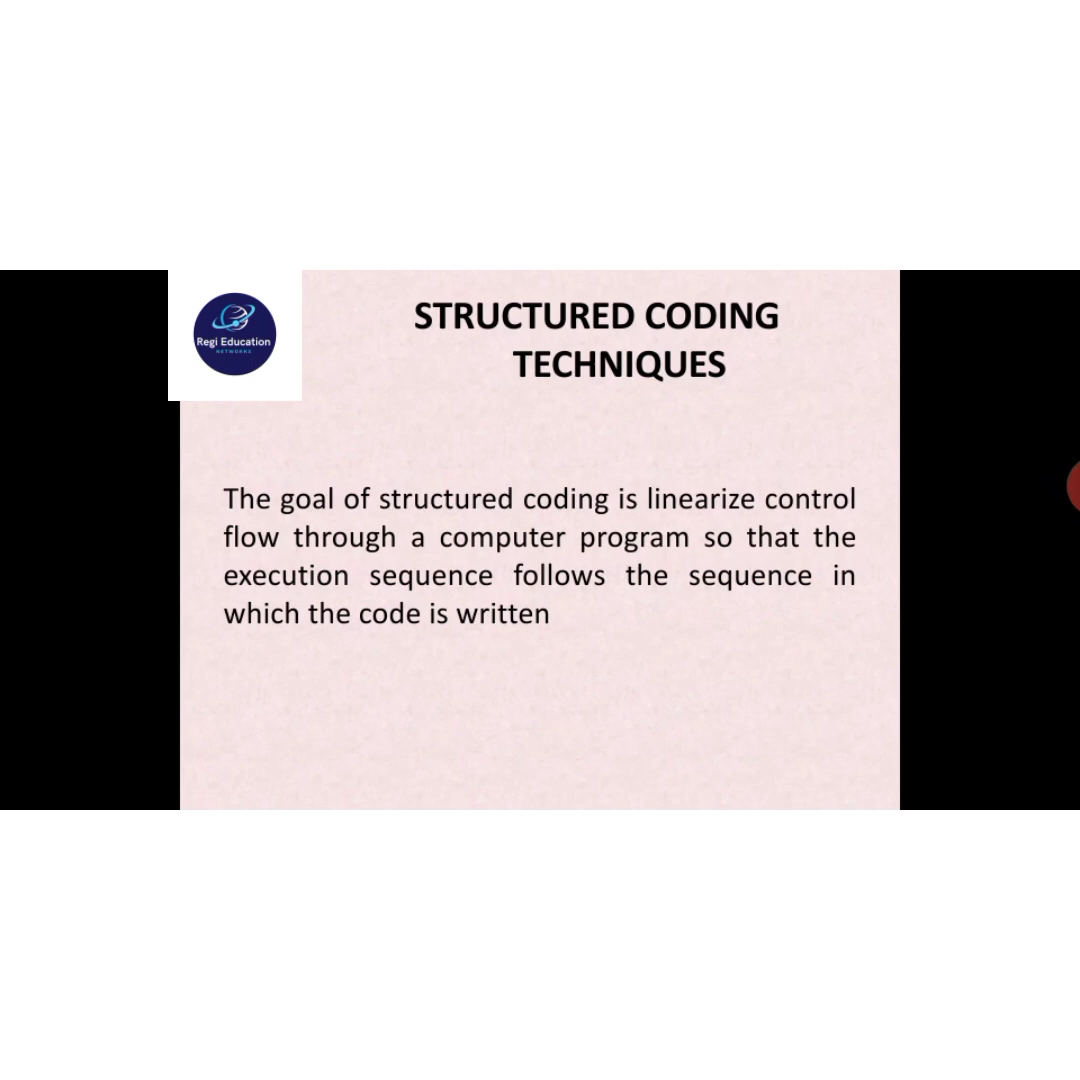 Regi Education
NETWORKS
STRUCTURED CODING
TECHNIQUES
The goal of structured coding is linearize control
flow through a computer program so that the
execution sequence follows the sequence in
which the code is written